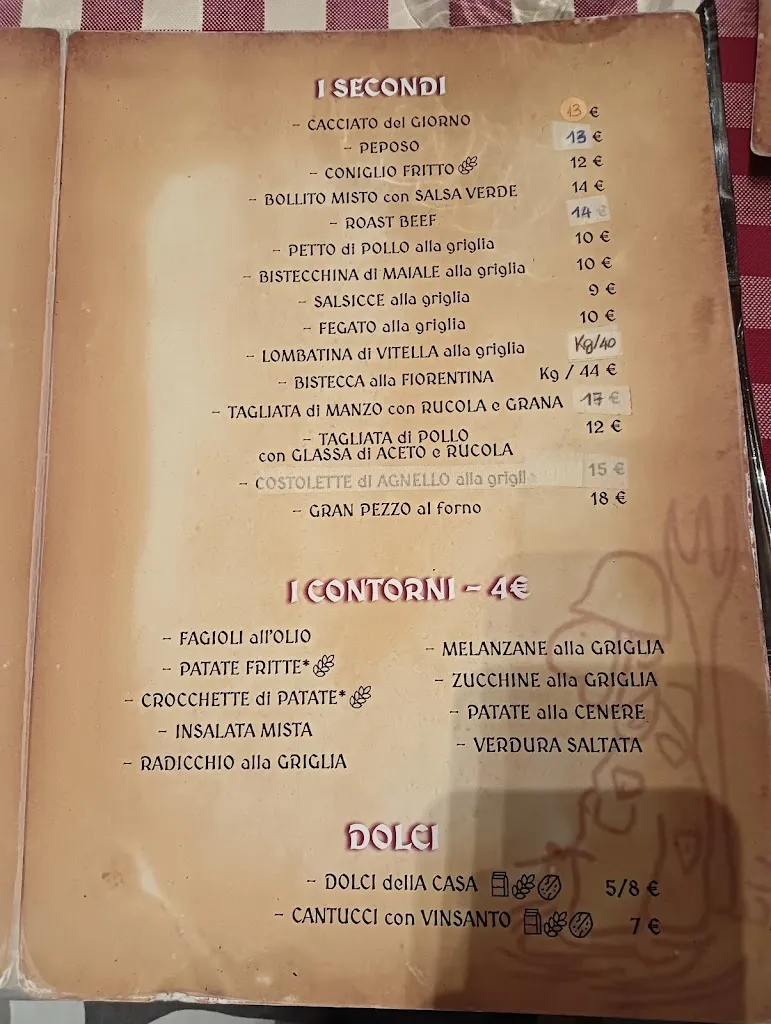 I SECONDI
- CACCIATO del GIORNO 13 €
- PEPOSO 13 €
- CONIGLIO FRITTO 12 €
- BOLLITO MISTO con SALSA VERDE 14 €
- ROAST BEEF 14 €
- PETTO di POLLO alla griglia 10 €
- BISTECCHINA di MAIALE alla griglia 10 €
- SALSICCE alla griglia 9 €
- FEGATO alla griglia 10 €
- LOMBATINA di VITELLA alla griglia Kg/40
- BISTECCA alla FIORENTINA Kg / 44 €
- TAGLIATA di MANZO con RUCOLA e GRANA 17 €
- TAGLIATA di POLLO 12 €
con GLASSA di ACETO e RUCOLA
- COSTOLETTE di AGNELLO alla griglia 15 €
- GRAN PEZZO al forno 18 €
I CONTORNI - 4€
- FAGIOLI all'OLIO
- PATATE FRITTE*
- CROCCHETTE di PATATE*
- INSALATA MISTA
- RADICCHIO alla GRIGLIA
- MELANZANE alla GRIGLIA
- ZUCCHINE alla GRIGLIA
- PATATE alla CENERE
- VERDURA SALTATA
DOLCI
- DOLCI della CASA 5/8 €
- CANTUCCI con VINSANTO 7 €